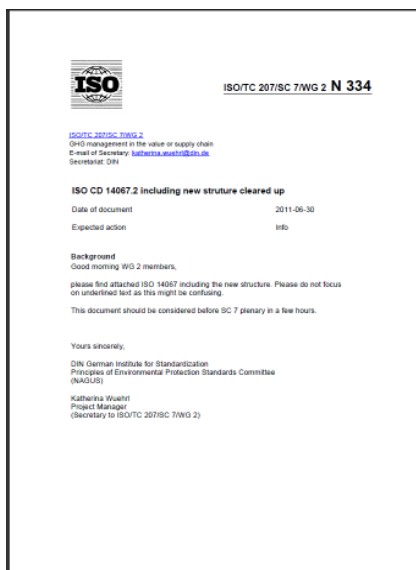 ISO
ISO/TC 207/SC 7/WG 2 N 334
ISO/TC 207/SC 7/WG 2
GHG management in the value or supply chain
E-mail of Secretary: katherina.wuehrl@din.de
Secretariat: DIN
ISO CD 14067.2 including new struture cleared up
Date of document 2011-06-30
Expected action Info
Background
Good morning WG 2 members,
please find attached ISO 14067 including the new structure. Please do not focus
on underlined text as this might be confusing.
This document should be considered before SC 7 plenary in a few hours.
Yours sincerely,
DIN German Institute for Standardization
Principles of Environmental Protection Standards Committee
(NAGUS)
Katherina Wuehrl
Project Manager
(Secretary to ISO/TC 207/SC 7/WG 2)